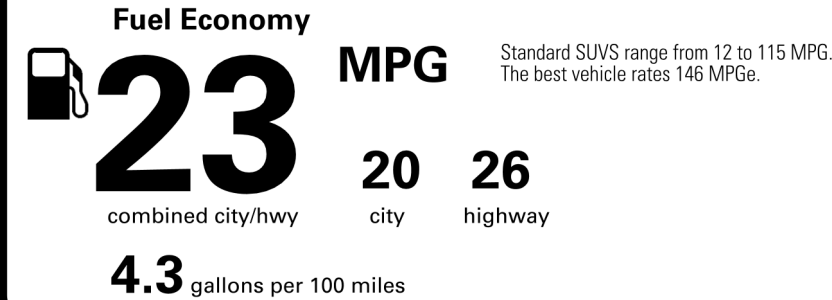 Fuel Economy
23 MPG
Standard SUVS range from 12 to 115 MPG.
The best vehicle rates 146 MPGe.
combined city/hwy
20 26
city highway
4.3 gallons per 100 miles